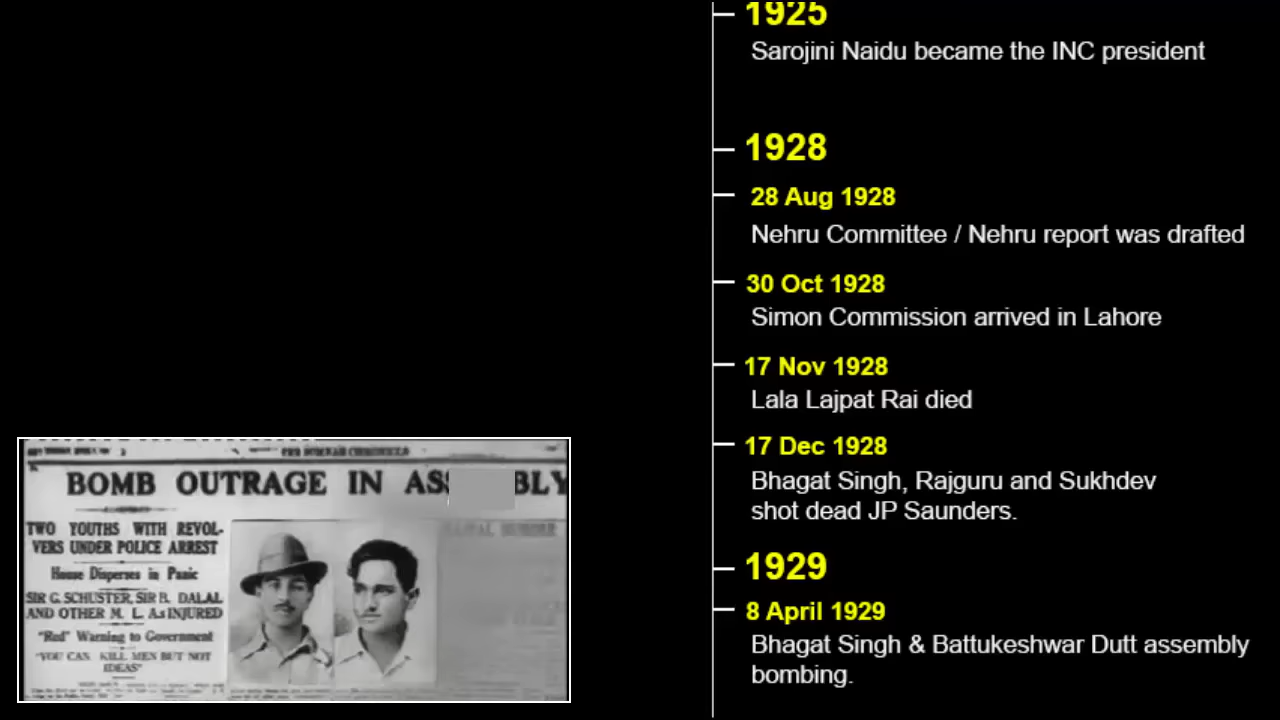 1925
Sarojini Naidu became the INC president
1928
28 Aug 1928
Nehru Committee / Nehru report was drafted
30 Oct 1928
Simon Commission arrived in Lahore
17 Nov 1928
Lala Lajpat Rai died
17 Dec 1928
Bhagat Singh, Rajguru and Sukhdev
shot dead JP Saunders.
1929
8 April 1929
Bhagat Singh & Battukeshwar Dutt assembly
bombing.
BOMB OUTRAGE IN
TWO YOUTHS WITH REVOL-
VERS UNDER POLICE ARREST
House Disperses in Panic
SIR G. SCHUSTER, SIR B. DALAL
AND OTHER M. L. As INJURED
"Red" Warning to Government
"YOU CAN KILL MEN BUT NOT
IDEAS"